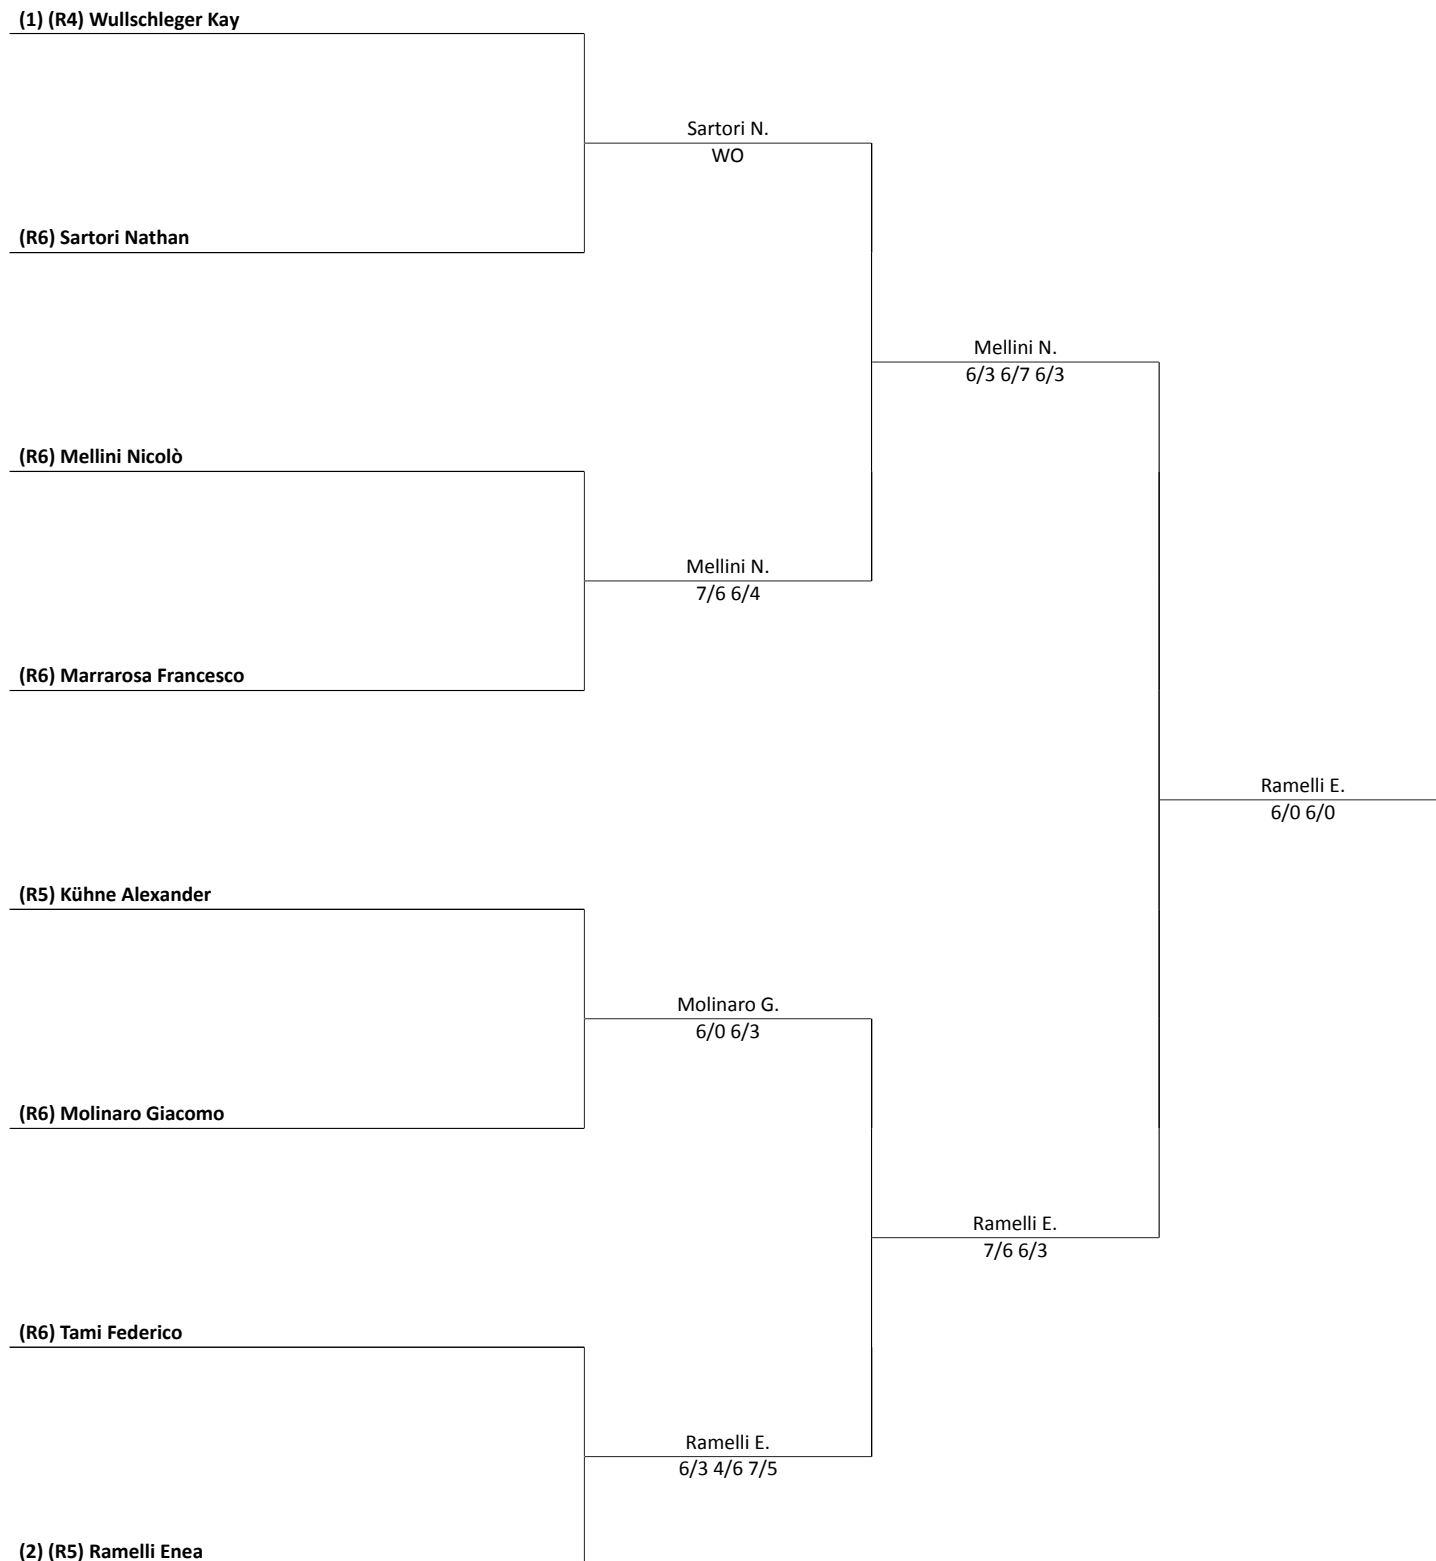 (1) (R4) Wullschleger Kay
Sartori N.
WO
(R6) Sartori Nathan
Mellini N.
6/3 6/7 6/3
(R6) Mellini Nicolò
Mellini N.
7/6 6/4
(R6) Marrarosa Francesco
Ramelli E.
6/0 6/0
(R5) Kühne Alexander
Molinaro G.
6/0 6/3
(R6) Molinaro Giacomo
Ramelli E.
7/6 6/3
(R6) Tami Federico
Ramelli E.
6/3 4/6 7/5
(2) (R5) Ramelli Enea